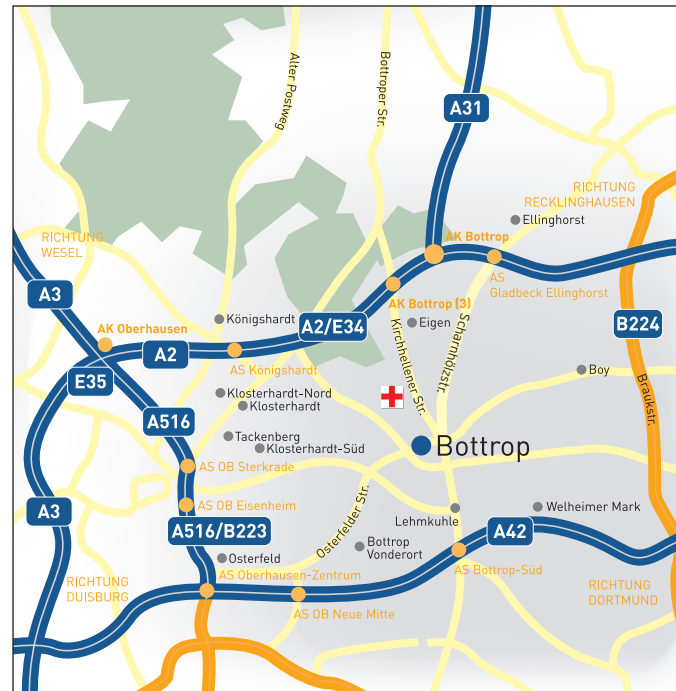 Alter Postweg
Bottroper Str.
A31
RICHTUNG
RECKLINGHAUSEN
Ellinghorst
RICHTUNG
WESEL
AK Bottrop
AS
Gladbeck Ellinghorst
A3
AK Bottrop (3)
Königshardt
A2/E34
Eigen
B224
AK Oberhausen
A2
Kirchhellener Str.
Scharnhölzstr.
AS Königshardt
E35
Boy
Braukstr.
Klosterhardt-Nord
Klosterhardt
A516
Tackenberg
Klosterhardt-Süd
Bottrop
AS OB Sterkrade
AS OB Eisenheim
Osterfelder Str.
Lehmkuhle
Welheimer Mark
A3
A516/B223
A42
Bottrop
Vonderort
Osterfeld
AS Oberhausen-Zentrum
AS Bottrop-Süd
RICHTUNG
DUISBURG
RICHTUNG
DORTMUND
AS OB Neue Mitte